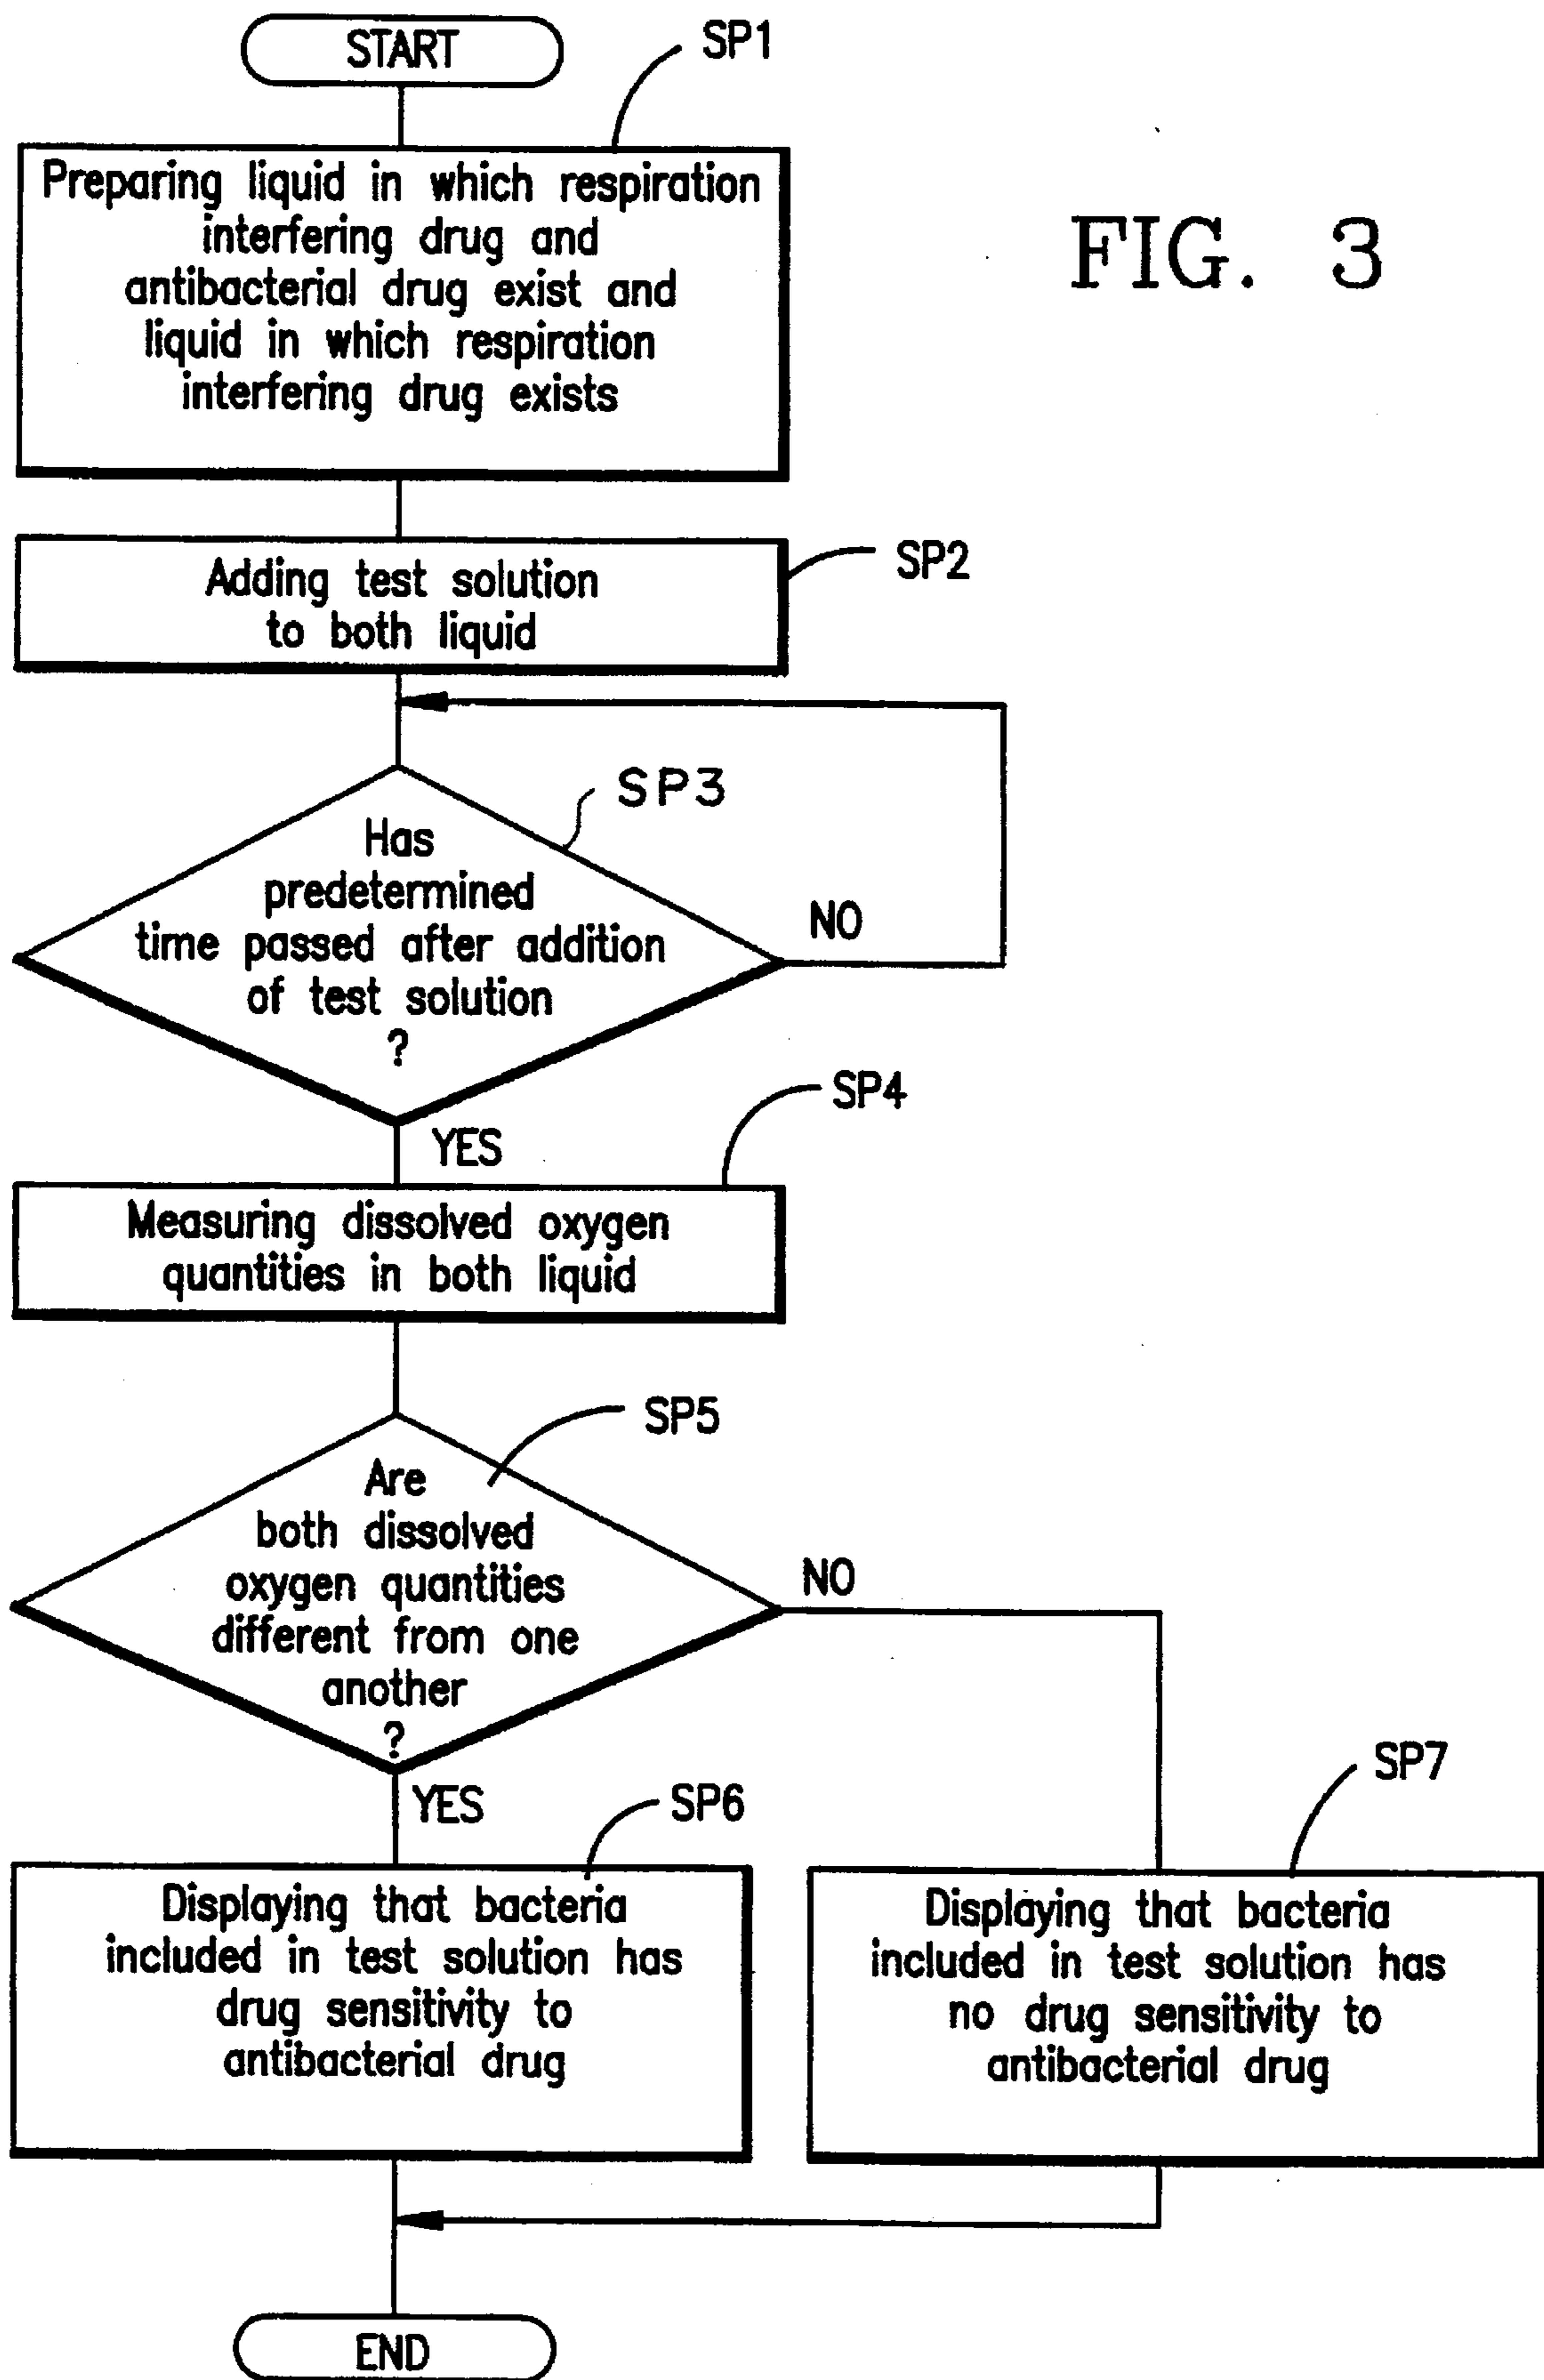 START
SP1
Preparing liquid in which respiration
interfering drug and
antibacterial drug exist and
liquid in which respiration
interfering drug exists
FIG. 3
Adding test solution
to both liquid
SP2
SP3
Has
predetermined
time passed after addition
of test solution
?
NO
YES
SP4
Measuring dissolved oxygen
quantities in both liquid
SP5
Are
both dissolved
oxygen quantities
different from one
another
?
NO
YES
SP6
SP7
Displaying that bacteria
included in test solution has
drug sensitivity to
antibacterial drug
Displaying that bacteria
included in test solution has
no drug sensitivity to
antibacterial drug
END